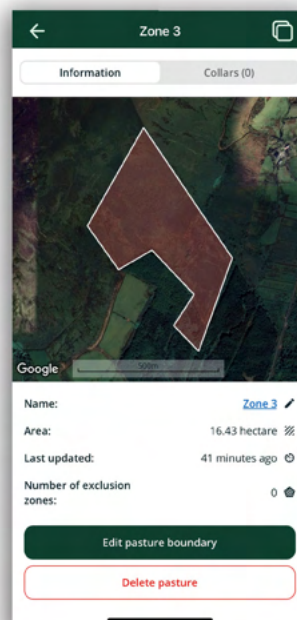 Zone 3
Information Collars (0)
Google
500m
Name: Zone 3
Area: 16.43 hectare
Last updated: 41 minutes ago
Number of exclusion
zones: 0
Edit pasture boundary
Delete pasture